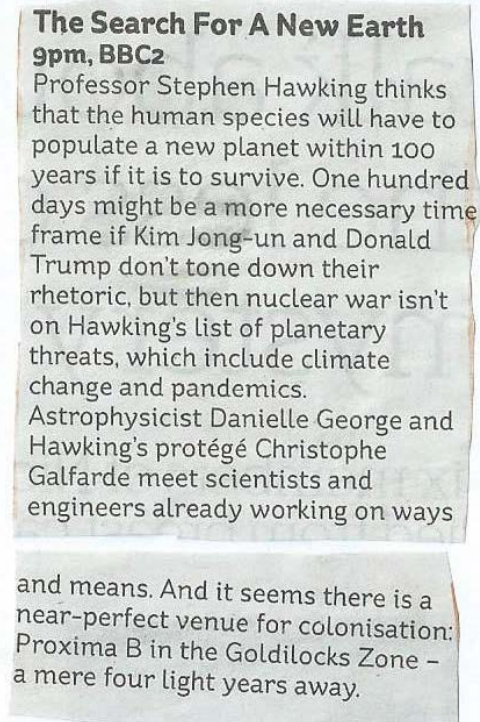 The Search For A New Earth
9pm, BBC2
Professor Stephen Hawking thinks
that the human species will have to
populate a new planet within 100
years if it is to survive. One hundred
days might be a more necessary time
frame if Kim Jong-un and Donald
Trump don't tone down their
rhetoric, but then nuclear war isn't
on Hawking's list of planetary
threats, which include climate
change and pandemics.
Astrophysicist Danielle George and
Hawking's protégé Christophe
Galfarde meet scientists and
engineers already working on ways
and means. And it seems there is a
near-perfect venue for colonisation:
Proxima B in the Goldilocks Zone –
a mere four light years away.